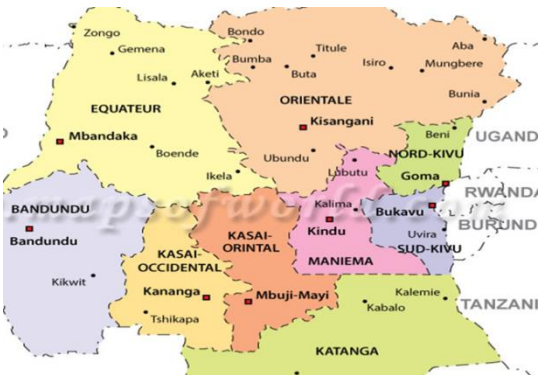 Zongo
Gemena
Bondo
Titule
Aba
Bumba
Buta
Isiro
Mungbere
Lisala
Aketi
Bunia
EQUATEUR
ORIENTALE
Mbandaka
Kisangani
Beni
UGAND
Boende
Ubundu
NORD-KIVU
Ikela
Lubutu
Goma
RWANDA
mapsofworld.com
BANDUNDU
Kalima
Bukavu
BURUND
Bandundu
KASAI-
ORINTAL
Kindu
Uvira
SUD-KIVU
KASAI-
OCCIDENTAL
MANIEMA
Kikwit
Kananga
Mbuji-Mayi
Kalemie
Kabalo
TANZANI
Tshikapa
KATANGA